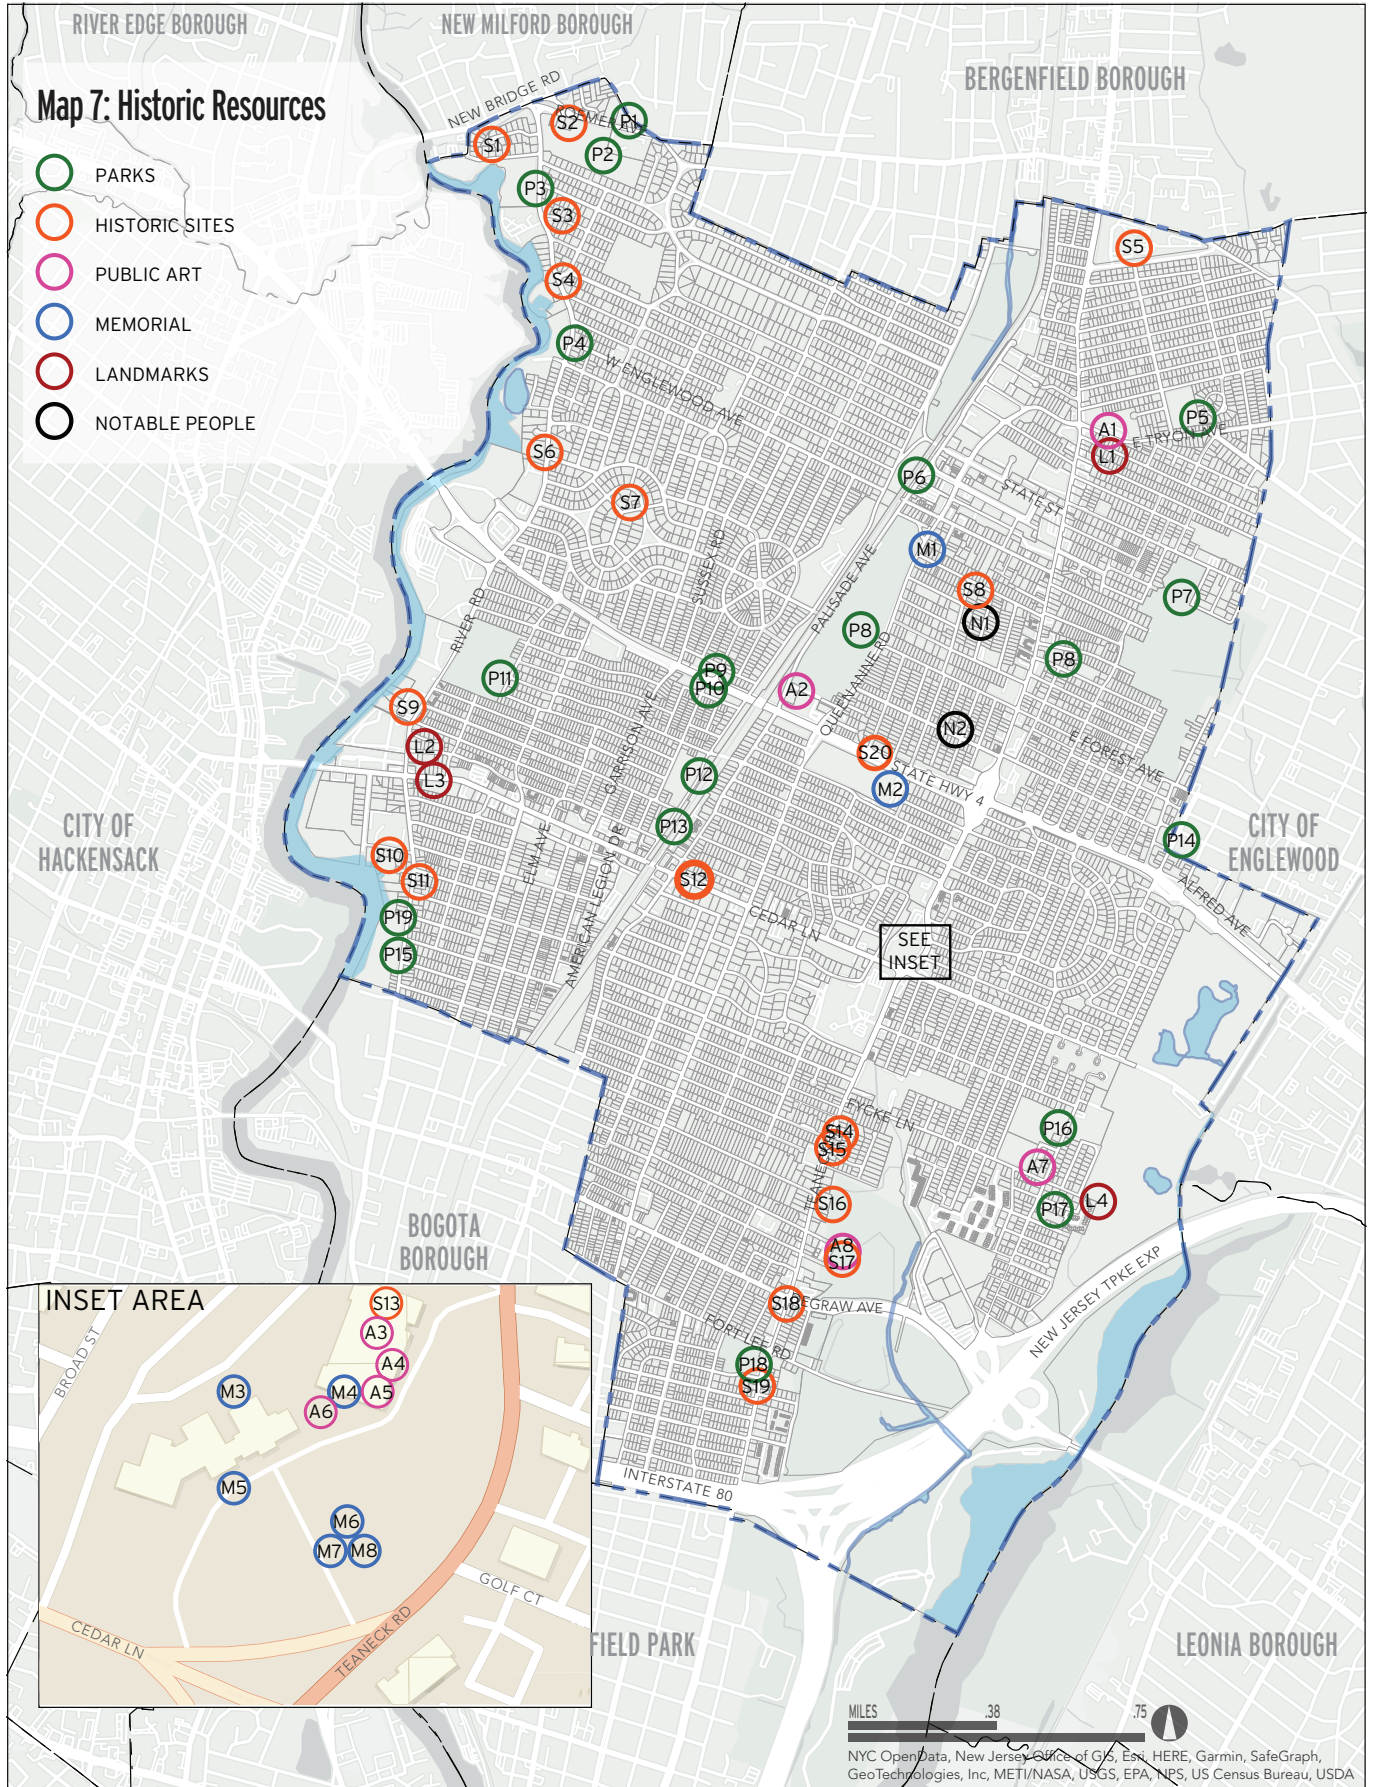 RIVER EDGE BOROUGH
NEW MILFORD BOROUGH
BERGENFIELD BOROUGH
Map 7: Historic Resources
PARKS
HISTORIC SITES
PUBLIC ART
MEMORIAL
LANDMARKS
NOTABLE PEOPLE
NEW BRIDGE RD
ROEMER AVE
S1
S2
P1
P2
P3
S3
S4
S5
P4
W ENGLEWOOD AVE
P5
A1
E TRYON AVE
L1
S6
P6
STATE ST
S7
M1
SUSSEX RD
PALISADE AVE
S8
P7
N1
RIVER RD
P8
P8
QUEEN ANNE RD
P9
P10
P11
A2
S9
GARRISON AVE
N2
L2
S20
E FOREST AVE
L3
P12
STATE HWY 4
M2
CITY OF
HACKENSACK
P13
P14
CITY OF
ENGLEWOOD
S10
ELM AVE
AMERICAN LEGION DR
S11
S12
ALFRED AVE
P19
CEDAR LN
P15
SEE
INSET
FYCKE LN
S14
S15
P16
A7
S16
P17
L4
BOGOTA
BOROUGH
A8
S17
NEW JERSEY TPKE EXP
S18
EGRAW AVE
FORT LEE RD
P18
S19
INTERSTATE 80
INSET AREA
S13
BROAD ST
A3
A4
M3
M4
A5
A6
M5
M6
M7
M8
GOLF CT
CEDAR LN
TEANECK RD
FIELD PARK
LEONIA BOROUGH
MILES
.38
.75
NYC OpenData, New Jersey Office of GIS, Esri, HERE, Garmin, SafeGraph,
GeoTechnologies, Inc, METI/NASA, USGS, EPA, NPS, US Census Bureau, USDA